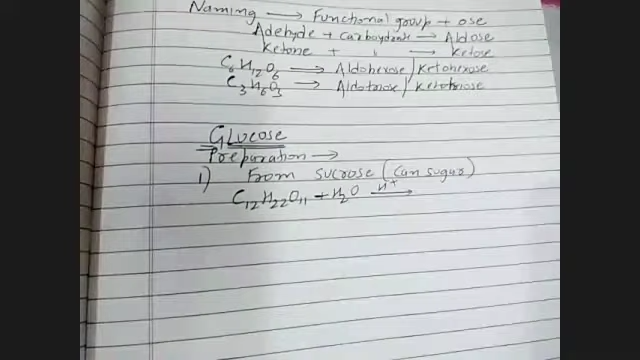 Naming ⟶ Functional group + ose
Adehyde + carboydrate ⟶ Aldose
Ketone + " ⟶ Ketose
C₆H₁₂O₆ ⟶ Aldohexose/Ketohexose
C₃H₆O₃ ⟶ Aldotriose/Ketotriose
GLucose
Preparation ⟶
1) From sucrose (Can sugar)
C₁₂H₂₂O₁₁ + H₂O H⁺⟶